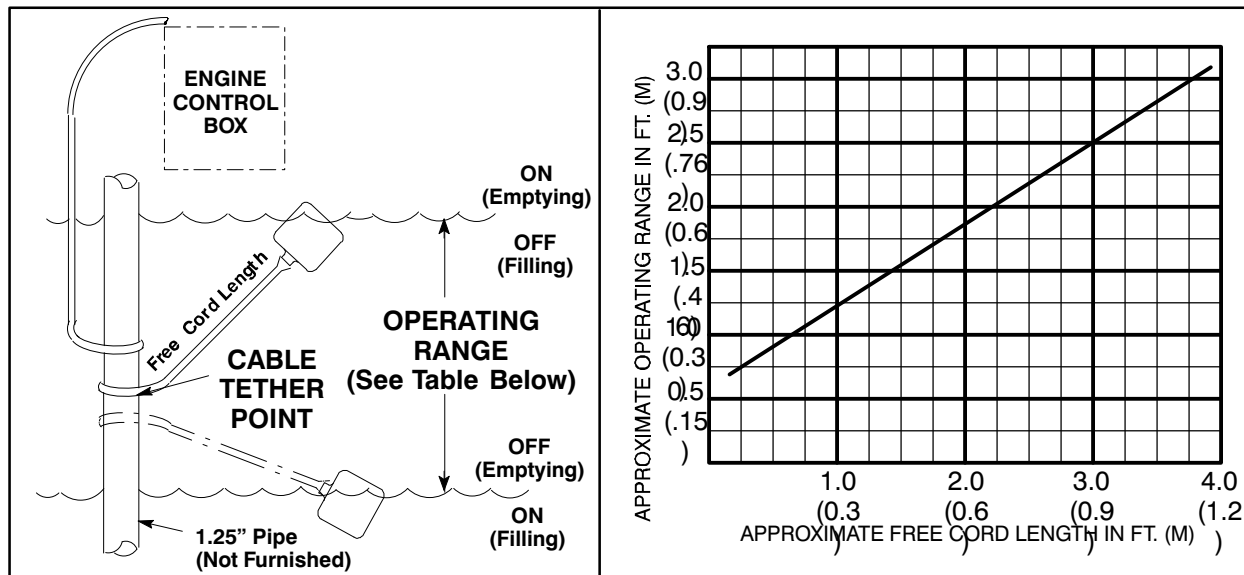 ENGINE
CONTROL
BOX
ON
(Emptying)
OFF
(Filling)
Free Cord Length
OPERATING
RANGE
(See Table Below)
CABLE
TETHER
POINT
OFF
(Emptying)
ON
(Filling)
1.25” Pipe
(Not Furnished)
APPROXIMATE OPERATING RANGE IN FT. (M)
3.0
(0.9
)
2.5
(.76
)
2.0
(0.6
)
1.5
(.4
6)
1.0
(0.3
)
0.5
(.15
)
1.0
(0.3
)
2.0
(0.6
)
3.0
(0.9
)
4.0
(1.2
)
APPROXIMATE FREE CORD LENGTH IN FT. (M)